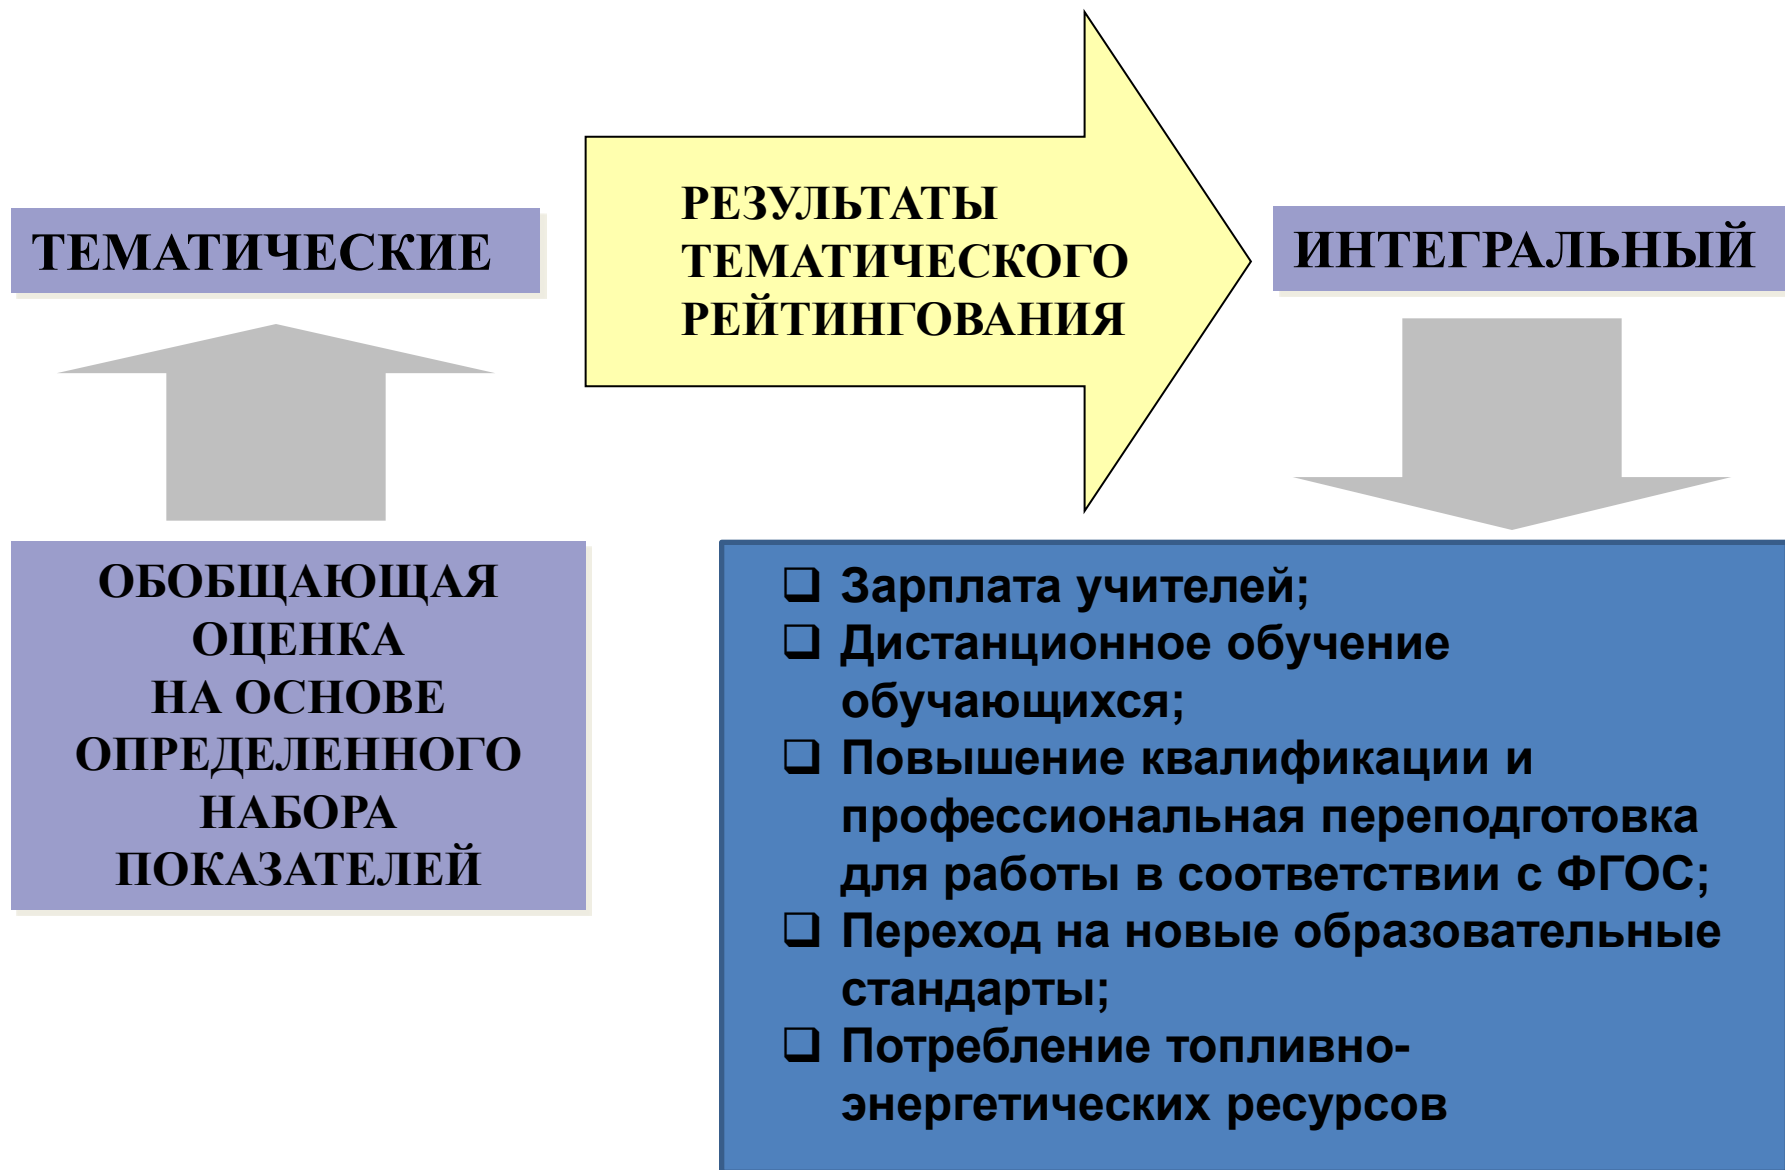 ТЕМАТИЧЕСКИЕ
РЕЗУЛЬТАТЫ
ТЕМАТИЧЕСКОГО
РЕЙТИНГОВАНИЯ
ИНТЕГРАЛЬНЫЙ
ОБОБЩАЮЩАЯ
ОЦЕНКА
НА ОСНОВЕ
ОПРЕДЕЛЕННОГО
НАБОРА
ПОКАЗАТЕЛЕЙ
❑ Зарплата учителей;
❑ Дистанционное обучение
обучающихся;
❑ Повышение квалификации и
профессиональная переподготовка
для работы в соответствии с ФГОС;
❑ Переход на новые образовательные
стандарты;
❑ Потребление топливно-
энергетических ресурсов